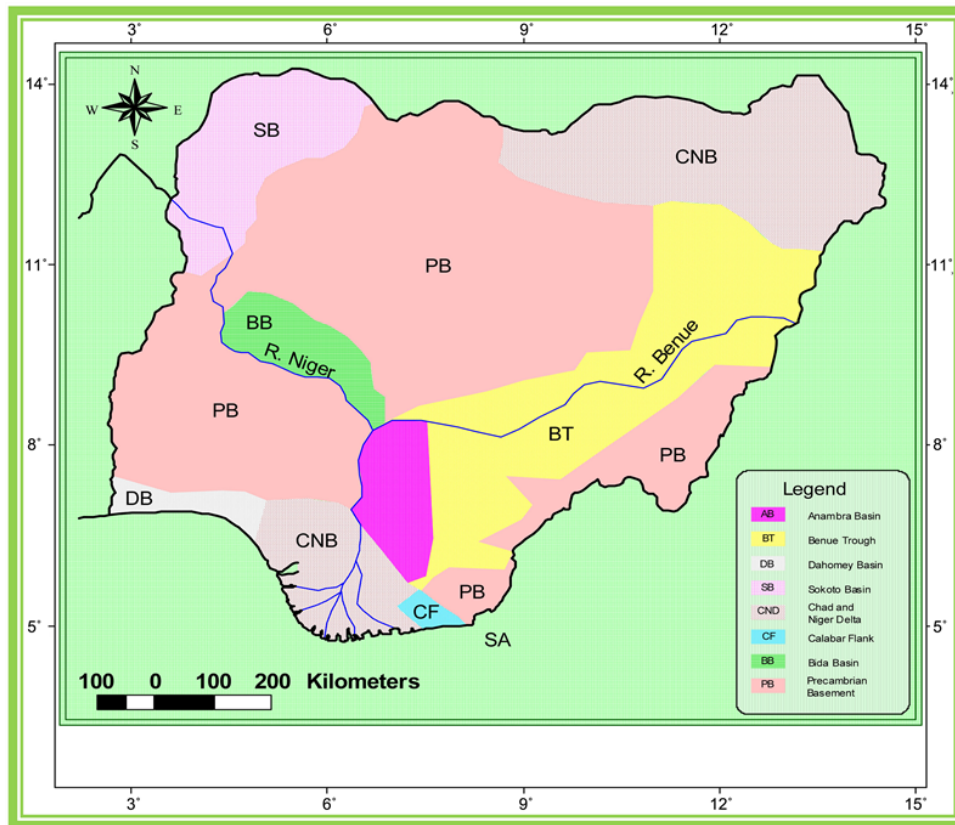 3° 6° 9° 12° 15°
14° 14°
N
W E
S
SB
CNB
PB
11° 11°
BB
R. Niger
R. Benue
PB
8° 8°
BT
PB
DB
CNB
PB
CF
5° 5°
SA
100 0 100 200 Kilometers
Legend
AB Anambra Basin
BT Benue Trough
DB Dahomey Basin
SB Sokoto Basin
CND Chad and
Niger Delta
CF Calabar Flank
BB Bida Basin
PB Precambrian
Basement
3° 6° 9° 12° 15°